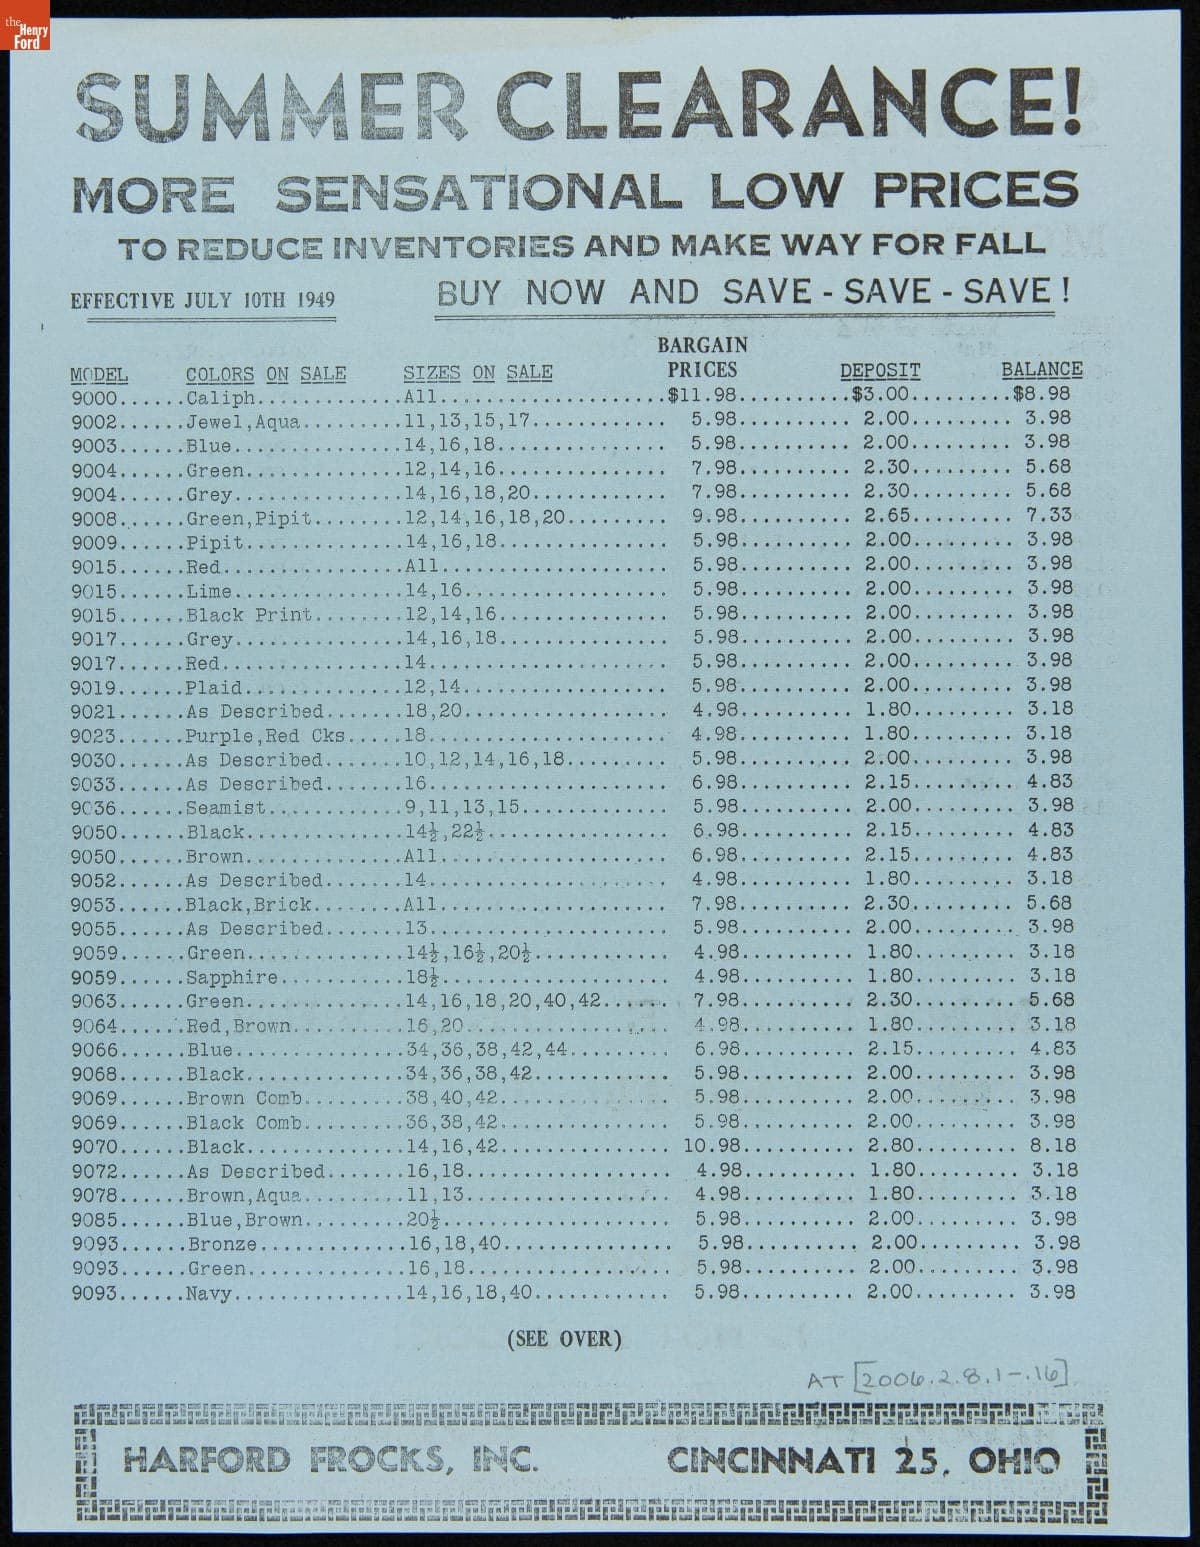 the
Henry
Ford
SUMMER CLEARANCE!
MORE SENSATIONAL LOW PRICES
TO REDUCE INVENTORIES AND MAKE WAY FOR FALL
EFFECTIVE JULY 10TH 1949 BUY NOW AND SAVE - SAVE - SAVE !
BARGAIN
MODEL COLORS ON SALE SIZES ON SALE PRICES DEPOSIT BALANCE
9000......Caliph.............All...................$11.98..........$3.00.........$8.98
9002......Jewel,Aqua.........11,13,15,17............ 5.98.......... 2.00......... 3.98
9003......Blue...............14,16,18............... 5.98.......... 2.00......... 3.98
9004......Green..............12,14,16............... 7.98.......... 2.30......... 5.68
9004......Grey...............14,16,18,20............ 7.98.......... 2.30......... 5.68
9008......Green,Pipit........12,14,16,18,20......... 9.98.......... 2.65......... 7.33
9009......Pipit..............14,16,18............... 5.98.......... 2.00......... 3.98
9015......Red................All.................... 5.98.......... 2.00......... 3.98
9015......Lime...............14,16.................. 5.98.......... 2.00......... 3.98
9015......Black Print........12,14,16............... 5.98.......... 2.00......... 3.98
9017......Grey...............14,16,18............... 5.98.......... 2.00......... 3.98
9017......Red................14..................... 5.98.......... 2.00......... 3.98
9019......Plaid..............12,14.................. 5.98.......... 2.00......... 3.98
9021......As Described.......18,20.................. 4.98.......... 1.80......... 3.18
9023......Purple,Red Cks.....18..................... 4.98.......... 1.80......... 3.18
9030......As Described.......10,12,14,16,18......... 5.98.......... 2.00......... 3.98
9033......As Described.......16..................... 6.98.......... 2.15......... 4.83
9036......Seamist............9,11,13,15............. 5.98.......... 2.00......... 3.98
9050......Black..............14½,22½................ 6.98.......... 2.15......... 4.83
9050......Brown..............All.................... 6.98.......... 2.15......... 4.83
9052......As Described.......14..................... 4.98.......... 1.80......... 3.18
9053......Black,Brick........All.................... 7.98.......... 2.30......... 5.68
9055......As Described.......13..................... 5.98.......... 2.00......... 3.98
9059......Green..............14½,16½,20½............ 4.98.......... 1.80......... 3.18
9059......Sapphire...........18½.................... 4.98.......... 1.80......... 3.18
9063......Green..............14,16,18,20,40,42...... 7.98.......... 2.30......... 5.68
9064......Red,Brown..........16,20.................. 4.98.......... 1.80......... 3.18
9066......Blue...............34,36,38,42,44......... 6.98.......... 2.15......... 4.83
9068......Black..............34,36,38,42............ 5.98.......... 2.00......... 3.98
9069......Brown Comb.........38,40,42............... 5.98.......... 2.00......... 3.98
9069......Black Comb.........36,38,42............... 5.98.......... 2.00......... 3.98
9070......Black..............14,16,42............... 10.98.......... 2.80......... 8.18
9072......As Described.......16,18.................. 4.98.......... 1.80......... 3.18
9078......Brown,Aqua.........11,13.................. 4.98.......... 1.80......... 3.18
9085......Blue,Brown.........20½.................... 5.98.......... 2.00......... 3.98
9093......Bronze.............16,18,40............... 5.98.......... 2.00......... 3.98
9093......Green..............16,18.................. 5.98.......... 2.00......... 3.98
9093......Navy...............14,16,18,40............ 5.98.......... 2.00......... 3.98
(SEE OVER)
AT [2006.2.8.1-.16]
HARFORD FROCKS, INC. CINCINNATI 25, OHIO